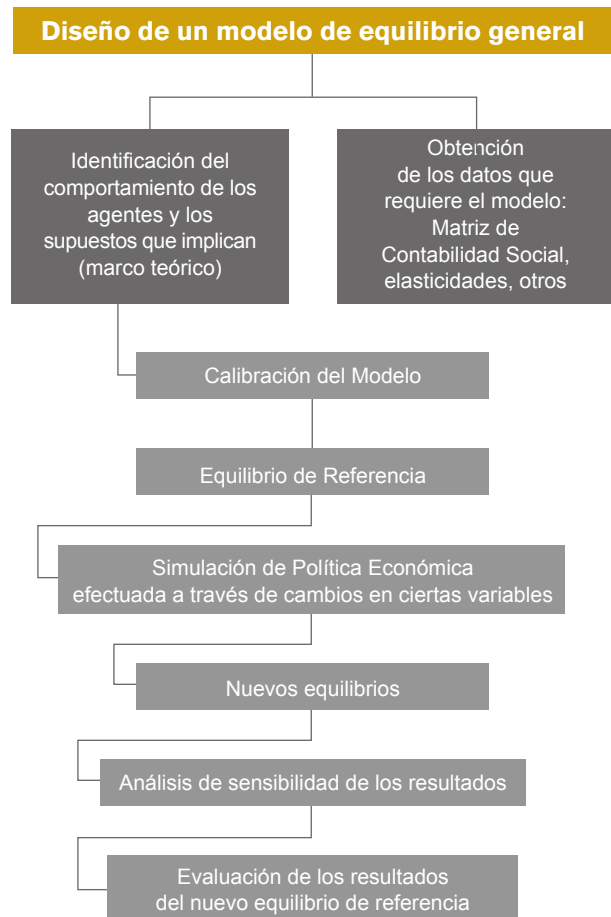 Diseño de un modelo de equilibrio general
Identificación del
comportamiento de los
agentes y los
supuestos que implican
(marco teórico)
Obtención
de los datos que
requiere el modelo:
Matriz de
Contabilidad Social,
elasticidades, otros
Calibración del Modelo
Equilibrio de Referencia
Simulación de Política Económica
efectuada a través de cambios en ciertas variables
Nuevos equilibrios
Análisis de sensibilidad de los resultados
Evaluación de los resultados
del nuevo equilibrio de referencia